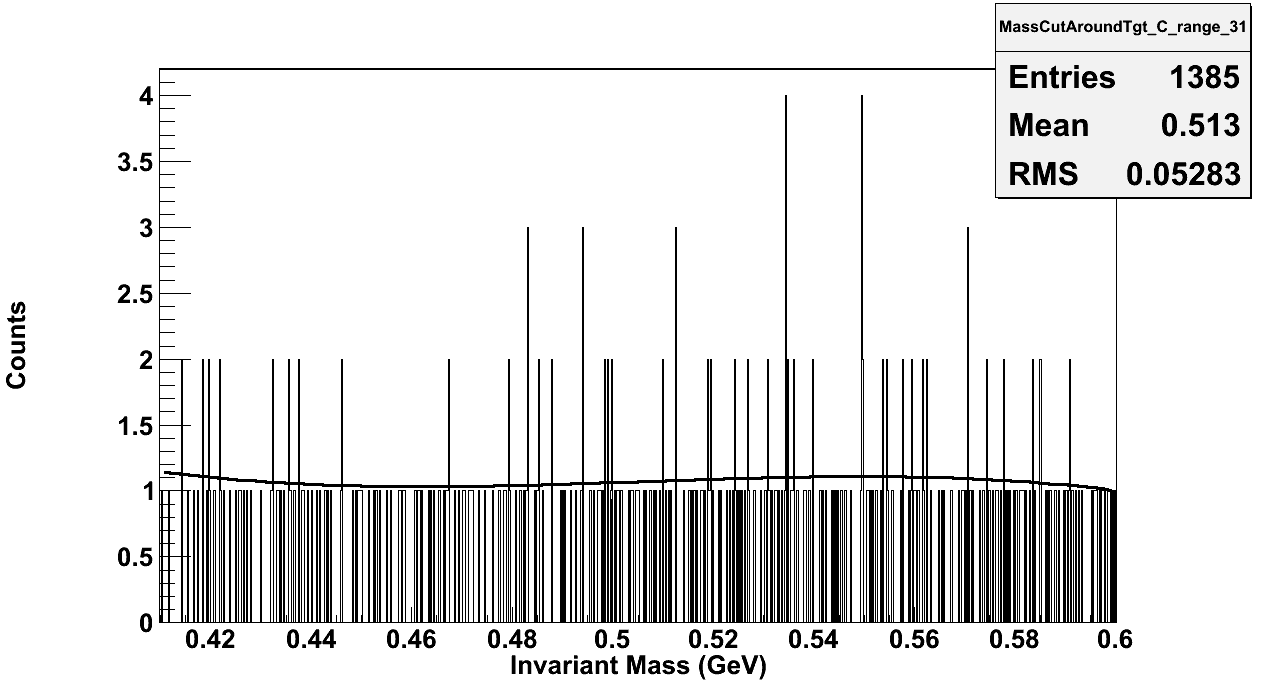 MassCutAroundTgt_C_range_31
Entries 1385
Mean 0.513
RMS 0.05283
4
3.5
3
2.5
2
1.5
1
0.5
0
Counts
0.42 0.44 0.46 0.48 0.5 0.52 0.54 0.56 0.58 0.6
Invariant Mass (GeV)